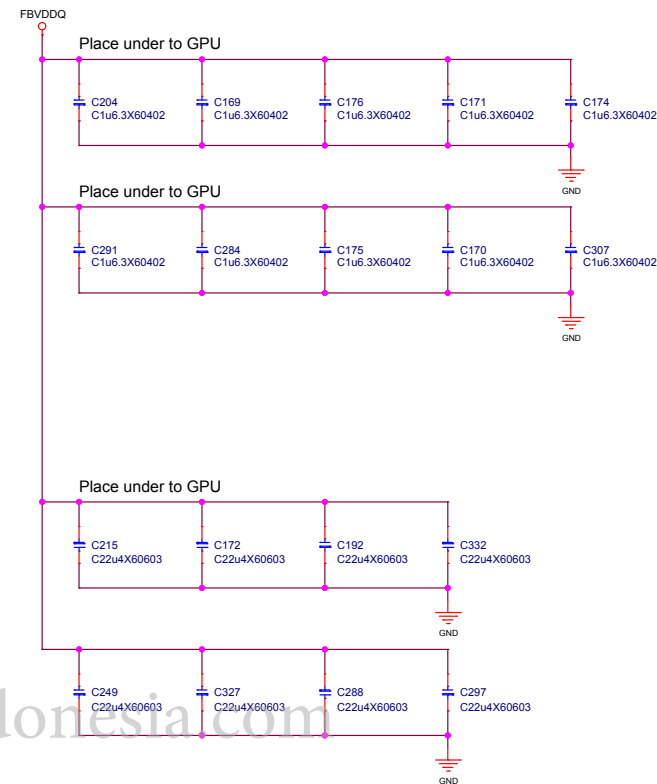 FBVDDQ
Place under to GPU
C204 C169 C176 C171 C174
C1u6.3X60402 C1u6.3X60402 C1u6.3X60402 C1u6.3X60402 C1u6.3X60402
GND
Place under to GPU
C291 C284 C175 C170 C307
C1u6.3X60402 C1u6.3X60402 C1u6.3X60402 C1u6.3X60402 C1u6.3X60402
GND
Place under to GPU
C215 C172 C192 C332
C22u4X60603 C22u4X60603 C22u4X60603 C22u4X60603
GND
C249 C327 C288 C297
C22u4X60603 C22u4X60603 C22u4X60603 C22u4X60603
donesia.com
GND